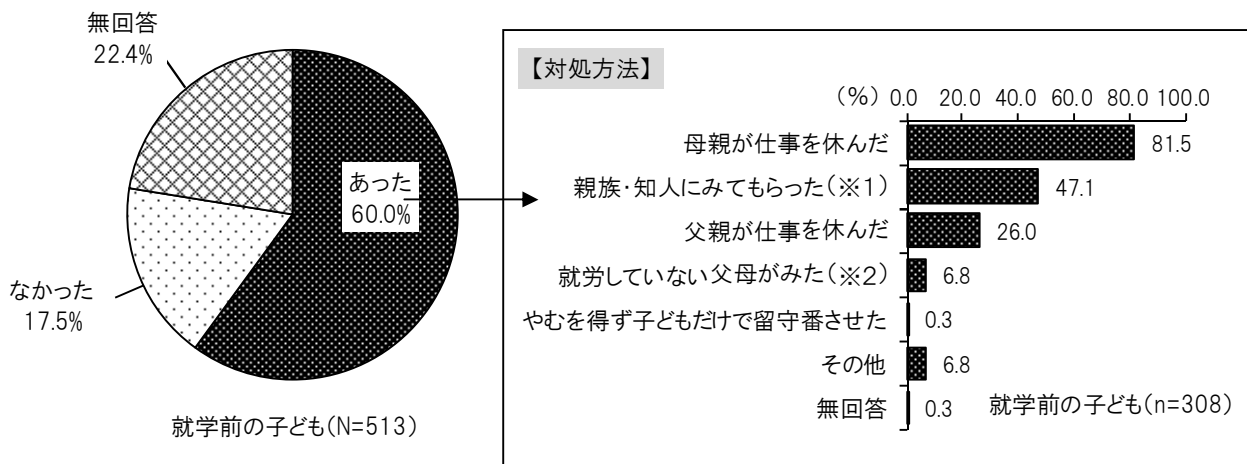 無回答
22.4%
あった
60.0%
なかった
17.5%
就学前の子ども(N=513)
【対処方法】
(%) 0.0 20.0 40.0 60.0 80.0 100.0
母親が仕事を休んだ 81.5
親族・知人にみてもらった(※1) 47.1
父親が仕事を休んだ 26.0
就労していない父母がみた(※2) 6.8
やむを得ず子どもだけで留守番させた 0.3
その他 6.8
無回答 0.3
就学前の子ども(n=308)